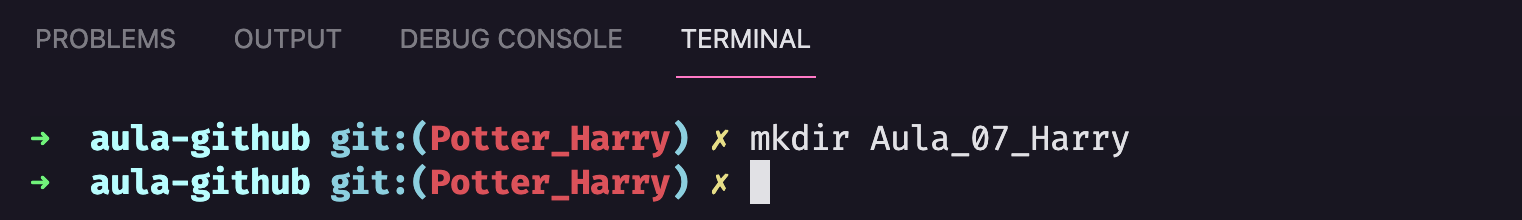 PROBLEMS OUTPUT DEBUG CONSOLE TERMINAL
➜ aula-github git:(Potter_Harry) ✗ mkdir Aula_07_Harry
➜ aula-github git:(Potter_Harry) ✗